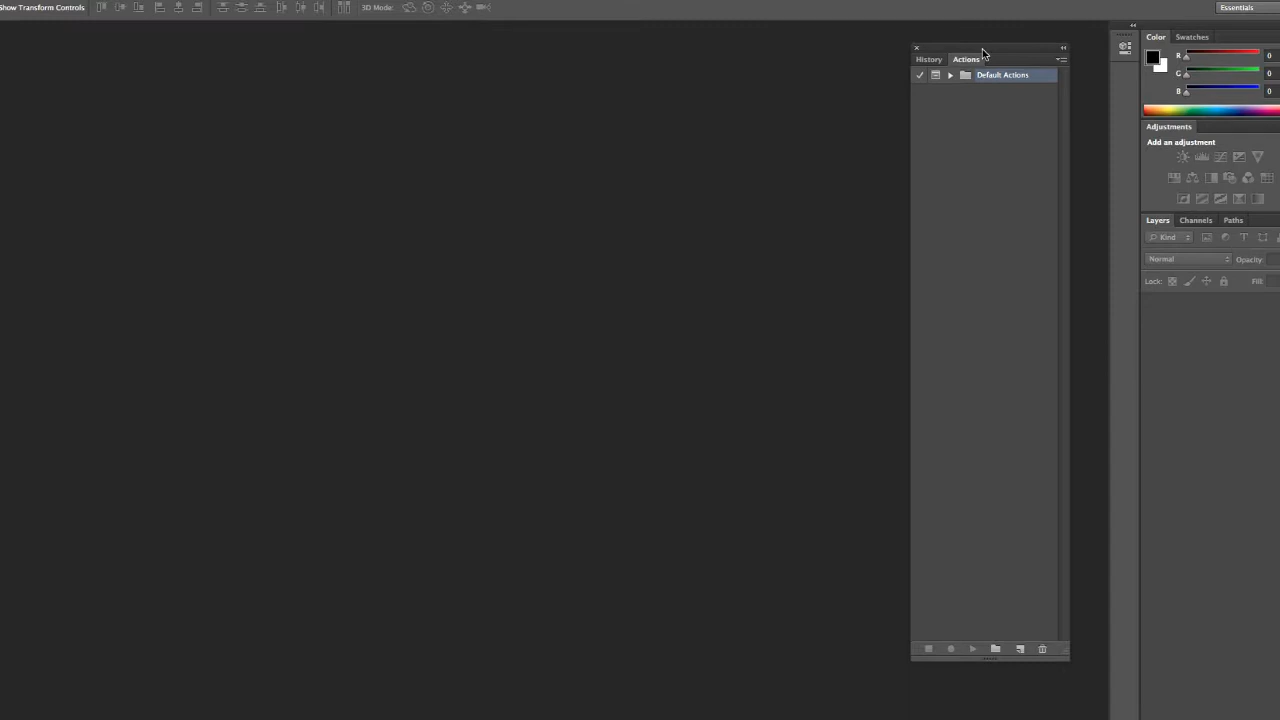 Show Transform Controls
3D Mode:
Essentials
History
Actions
Default Actions
Color
Swatches
R
0
G
0
B
0
Adjustments
Add an adjustment
Layers
Channels
Paths
Kind
T
Normal
Opacity:
Lock:
Fill: